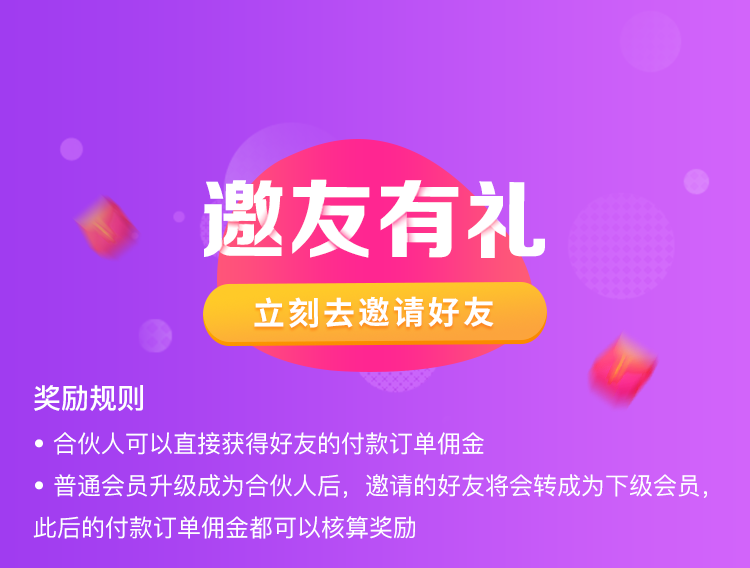 邀友有礼
立刻去邀请好友
奖励规则
• 合伙人可以直接获得好友的付款订单佣金
• 普通会员升级成为合伙人后，邀请的好友将会转成为下级会员，
此后的付款订单佣金都可以核算奖励